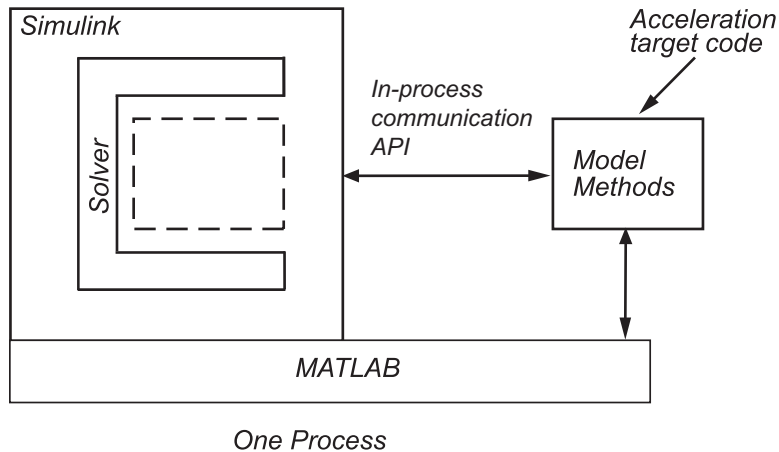 Simulink
Solver
In-process
communication
API
Acceleration
target code
Model
Methods
MATLAB
One Process